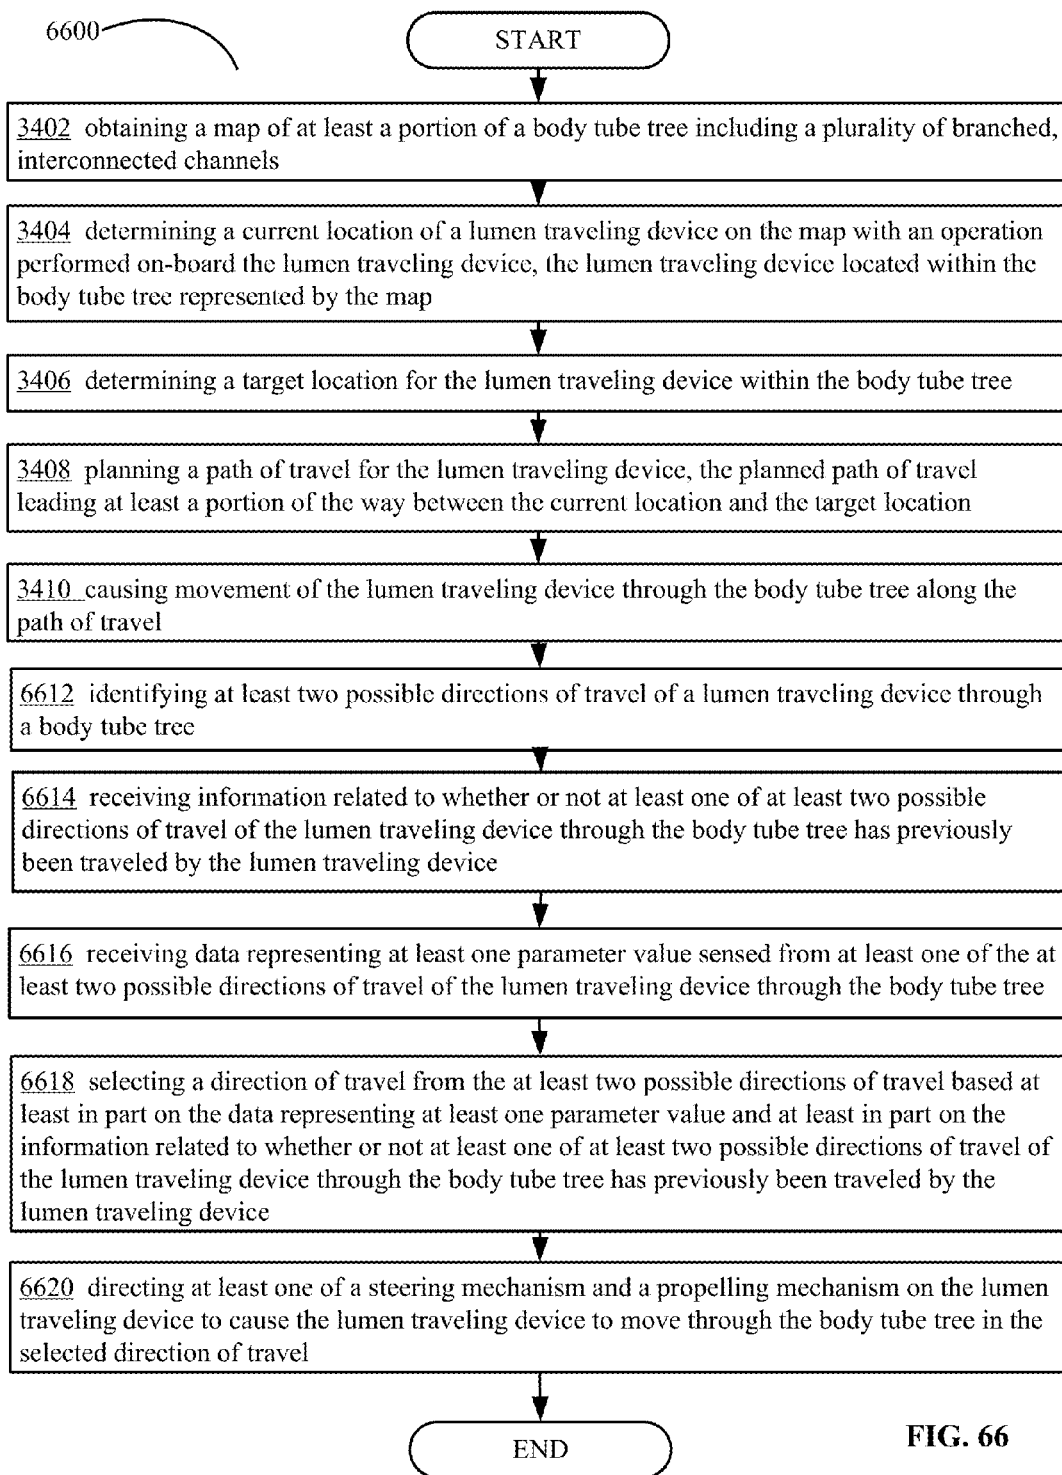 6600
START
3402 obtaining a map of at least a portion of a body tube tree including a plurality of branched,
interconnected channels
3404 determining a current location of a lumen traveling device on the map with an operation
performed on-board the lumen traveling device, the lumen traveling device located within the
body tube tree represented by the map
3406 determining a target location for the lumen traveling device within the body tube tree
3408 planning a path of travel for the lumen traveling device, the planned path of travel
leading at least a portion of the way between the current location and the target location
3410 causing movement of the lumen traveling device through the body tube tree along the
path of travel
6612 identifying at least two possible directions of travel of a lumen traveling device through
a body tube tree
6614 receiving information related to whether or not at least one of at least two possible
directions of travel of the lumen traveling device through the body tube tree has previously
been traveled by the lumen traveling device
6616 receiving data representing at least one parameter value sensed from at least one of the at
least two possible directions of travel of the lumen traveling device through the body tube tree
6618 selecting a direction of travel from the at least two possible directions of travel based at
least in part on the data representing at least one parameter value and at least in part on the
information related to whether or not at least one of at least two possible directions of travel of
the lumen traveling device through the body tube tree has previously been traveled by the
lumen traveling device
6620 directing at least one of a steering mechanism and a propelling mechanism on the lumen
traveling device to cause the lumen traveling device to move through the body tube tree in the
selected direction of travel
END
FIG. 66